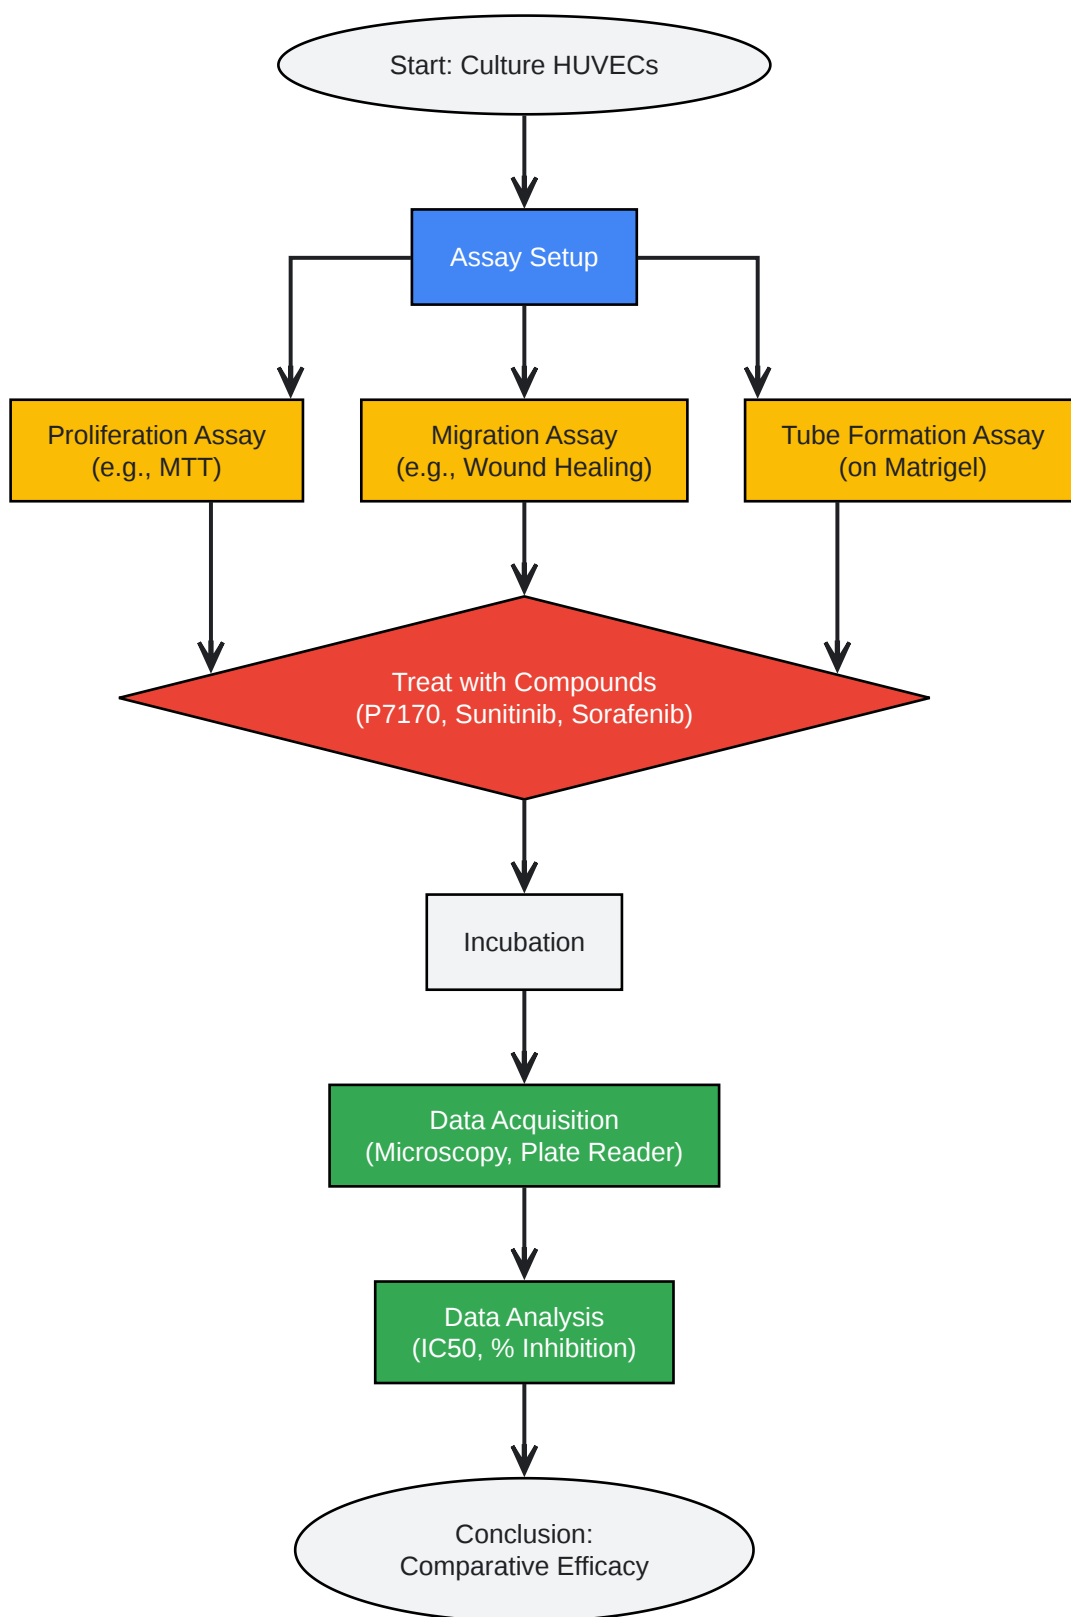 Start: Culture HUVECs
Assay Setup
Proliferation Assay
(e.g., MTT)
Migration Assay
(e.g., Wound Healing)
Tube Formation Assay
(on Matrigel)
Treat with Compounds
(P7170, Sunitinib, Sorafenib)
Incubation
Data Acquisition
(Microscopy, Plate Reader)
Data Analysis
(IC50, % Inhibition)
Conclusion:
Comparative Efficacy